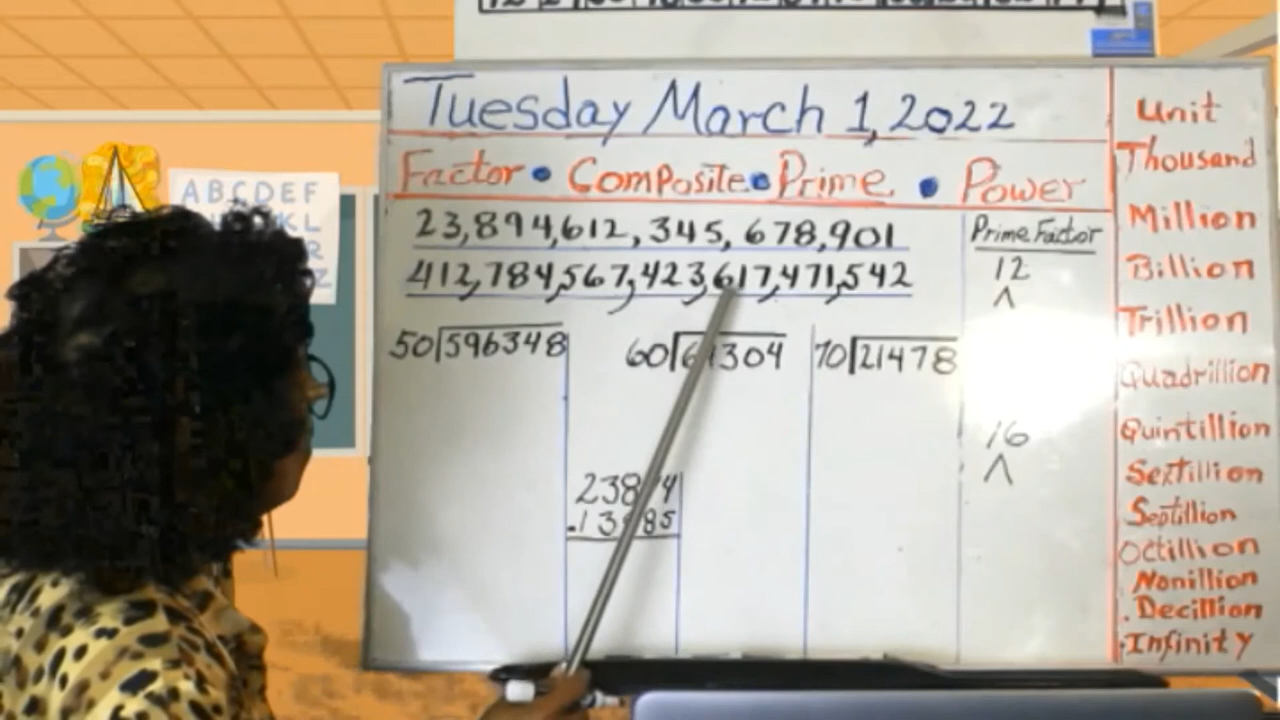 ABCDEF
KL
R
Z
Tuesday March 1, 2022
Factor • Composite • Prime • Power
23,894,612,345,678,901
412,784,567,423,617,471,542
50 596348
70 21478
Prime Factor
12
16
Unit
Thousand
Million
Billion
Trillion
Quadrillion
Quintillion
Sextillion
Septillion
Octillion
Nonillion
Decillion
Infinity